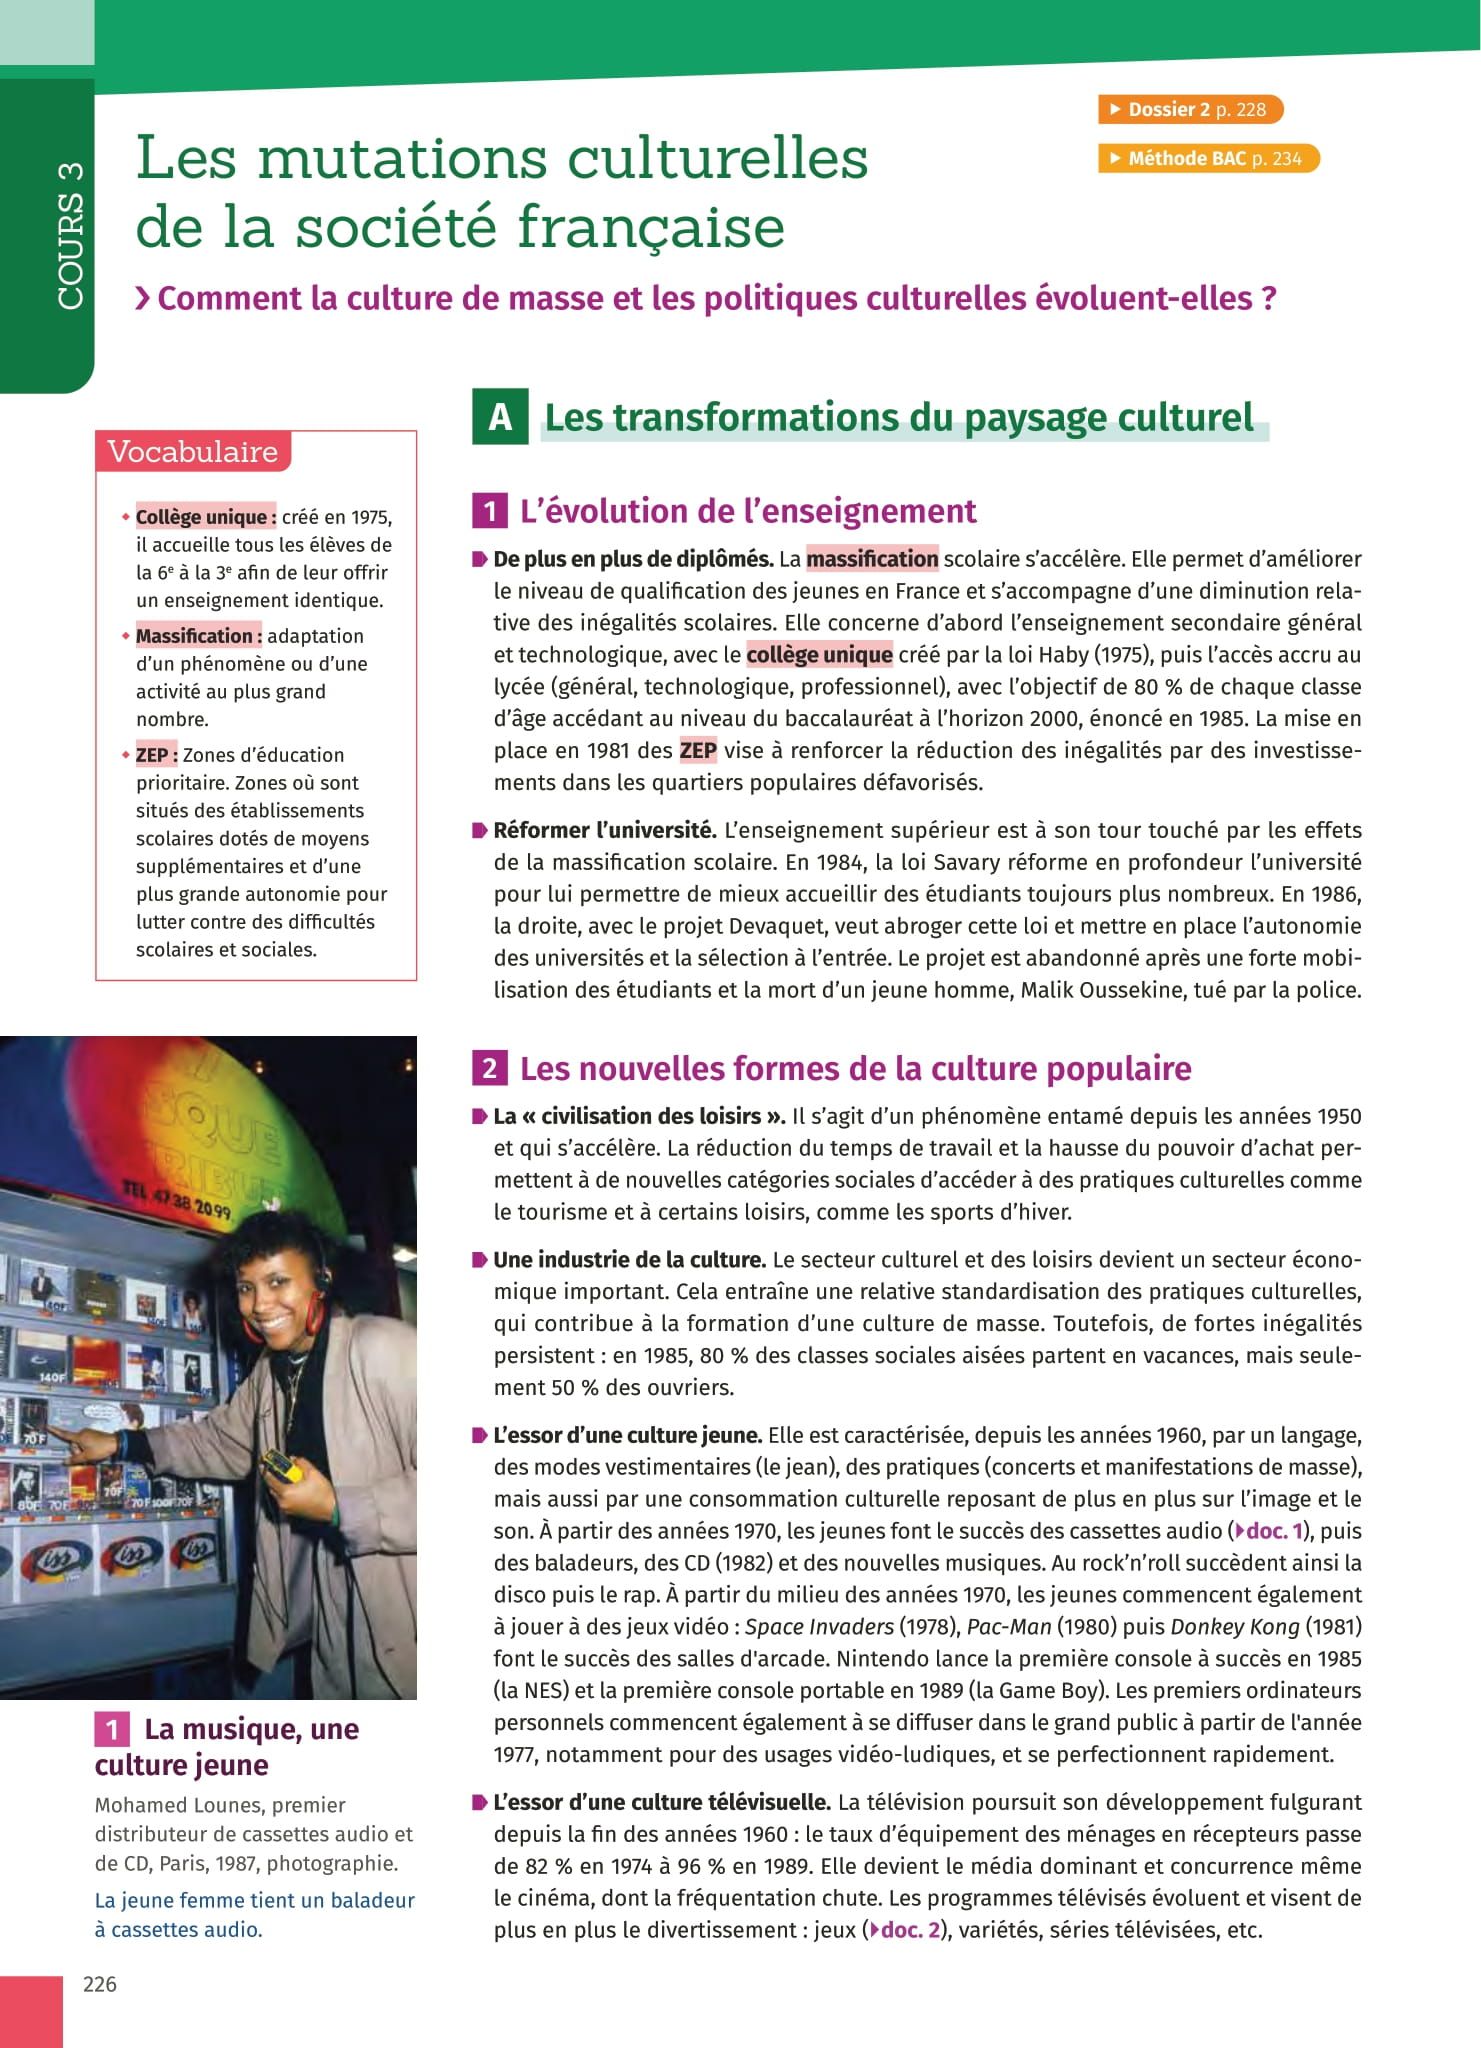 COURS 3
Dossier 2 p. 228
Méthode BAC p. 234
Les mutations culturelles
de la société française
❯ Comment la culture de masse et les politiques culturelles évoluent-elles ?
Vocabulaire
• Collège unique : créé en 1975,
il accueille tous les élèves de
la 6e à la 3e afin de leur offrir
un enseignement identique.
• Massification : adaptation
d’un phénomène ou d’une
activité au plus grand
nombre.
• ZEP : Zones d’éducation
prioritaire. Zones où sont
situés des établissements
scolaires dotés de moyens
supplémentaires et d’une
plus grande autonomie pour
lutter contre des difficultés
scolaires et sociales.
A Les transformations du paysage culturel
1 L’évolution de l’enseignement
De plus en plus de diplômés. La massification scolaire s’accélère. Elle permet d’améliorer
le niveau de qualification des jeunes en France et s’accompagne d’une diminution rela-
tive des inégalités scolaires. Elle concerne d’abord l’enseignement secondaire général
et technologique, avec le collège unique créé par la loi Haby (1975), puis l’accès accru au
lycée (général, technologique, professionnel), avec l’objectif de 80 % de chaque classe
d’âge accédant au niveau du baccalauréat à l’horizon 2000, énoncé en 1985. La mise en
place en 1981 des ZEP vise à renforcer la réduction des inégalités par des investisse-
ments dans les quartiers populaires défavorisés.
Réformer l’université. L’enseignement supérieur est à son tour touché par les effets
de la massification scolaire. En 1984, la loi Savary réforme en profondeur l’université
pour lui permettre de mieux accueillir des étudiants toujours plus nombreux. En 1986,
la droite, avec le projet Devaquet, veut abroger cette loi et mettre en place l’autonomie
des universités et la sélection à l’entrée. Le projet est abandonné après une forte mobi-
lisation des étudiants et la mort d’un jeune homme, Malik Oussekine, tué par la police.
2 Les nouvelles formes de la culture populaire
La « civilisation des loisirs ». Il s’agit d’un phénomène entamé depuis les années 1950
et qui s’accélère. La réduction du temps de travail et la hausse du pouvoir d’achat per-
mettent à de nouvelles catégories sociales d’accéder à des pratiques culturelles comme
le tourisme et à certains loisirs, comme les sports d’hiver.
Une industrie de la culture. Le secteur culturel et des loisirs devient un secteur écono-
mique important. Cela entraîne une relative standardisation des pratiques culturelles,
qui contribue à la formation d’une culture de masse. Toutefois, de fortes inégalités
persistent : en 1985, 80 % des classes sociales aisées partent en vacances, mais seule-
ment 50 % des ouvriers.
L’essor d’une culture jeune. Elle est caractérisée, depuis les années 1960, par un langage,
des modes vestimentaires (le jean), des pratiques (concerts et manifestations de masse),
mais aussi par une consommation culturelle reposant de plus en plus sur l’image et le
son. À partir des années 1970, les jeunes font le succès des cassettes audio (doc. 1), puis
des baladeurs, des CD (1982) et des nouvelles musiques. Au rock’n’roll succèdent ainsi la
disco puis le rap. À partir du milieu des années 1970, les jeunes commencent également
à jouer à des jeux vidéo : Space Invaders (1978), Pac-Man (1980) puis Donkey Kong (1981)
font le succès des salles d'arcade. Nintendo lance la première console à succès en 1985
(la NES) et la première console portable en 1989 (la Game Boy). Les premiers ordinateurs
personnels commencent également à se diffuser dans le grand public à partir de l'année
1977, notamment pour des usages vidéo-ludiques, et se perfectionnent rapidement.
L’essor d’une culture télévisuelle. La télévision poursuit son développement fulgurant
depuis la fin des années 1960 : le taux d’équipement des ménages en récepteurs passe
de 82 % en 1974 à 96 % en 1989. Elle devient le média dominant et concurrence même
le cinéma, dont la fréquentation chute. Les programmes télévisés évoluent et visent de
plus en plus le divertissement : jeux (doc. 2), variétés, séries télévisées, etc.
TEL 47.38.20.99
140F
140F
70F
80F 70F
70F
70F 100F 70F
Kiss Kiss Kiss
1 La musique, une
culture jeune
Mohamed Lounes, premier
distributeur de cassettes audio et
de CD, Paris, 1987, photographie.
La jeune femme tient un baladeur
à cassettes audio.
226